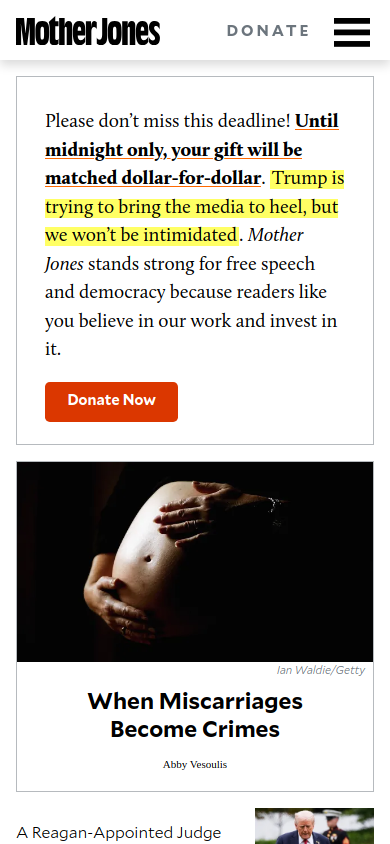 Mother Jones
DONATE
Please don’t miss this deadline! Until
midnight only, your gift will be
matched dollar-for-dollar. Trump is
trying to bring the media to heel, but
we won’t be intimidated. Mother
Jones stands strong for free speech
and democracy because readers like
you believe in our work and invest in
it.
Donate Now
Ian Waldie/Getty
When Miscarriages
Become Crimes
Abby Vesoulis
A Reagan-Appointed Judge